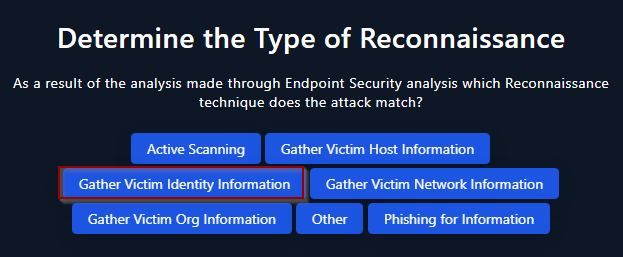 Determine the Type of Reconnaissance
As a result of the analysis made through Endpoint Security analysis which Reconnaissance
technique does the attack match?
Active Scanning
Gather Victim Host Information
Gather Victim Identity Information
Gather Victim Network Information
Gather Victim Org Information
Other
Phishing for Information